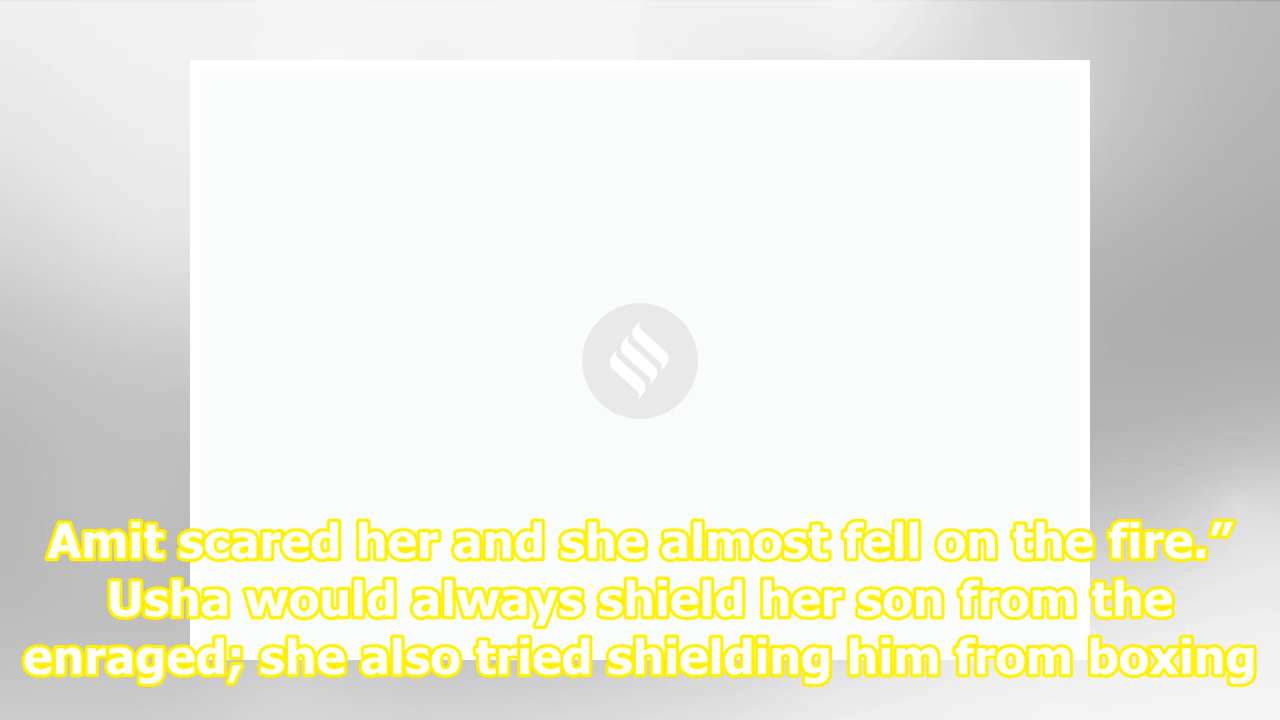 Amit scared her and she almost fell on the fire.”
Usha would always shield her son from the
enraged; she also tried shielding him from boxing